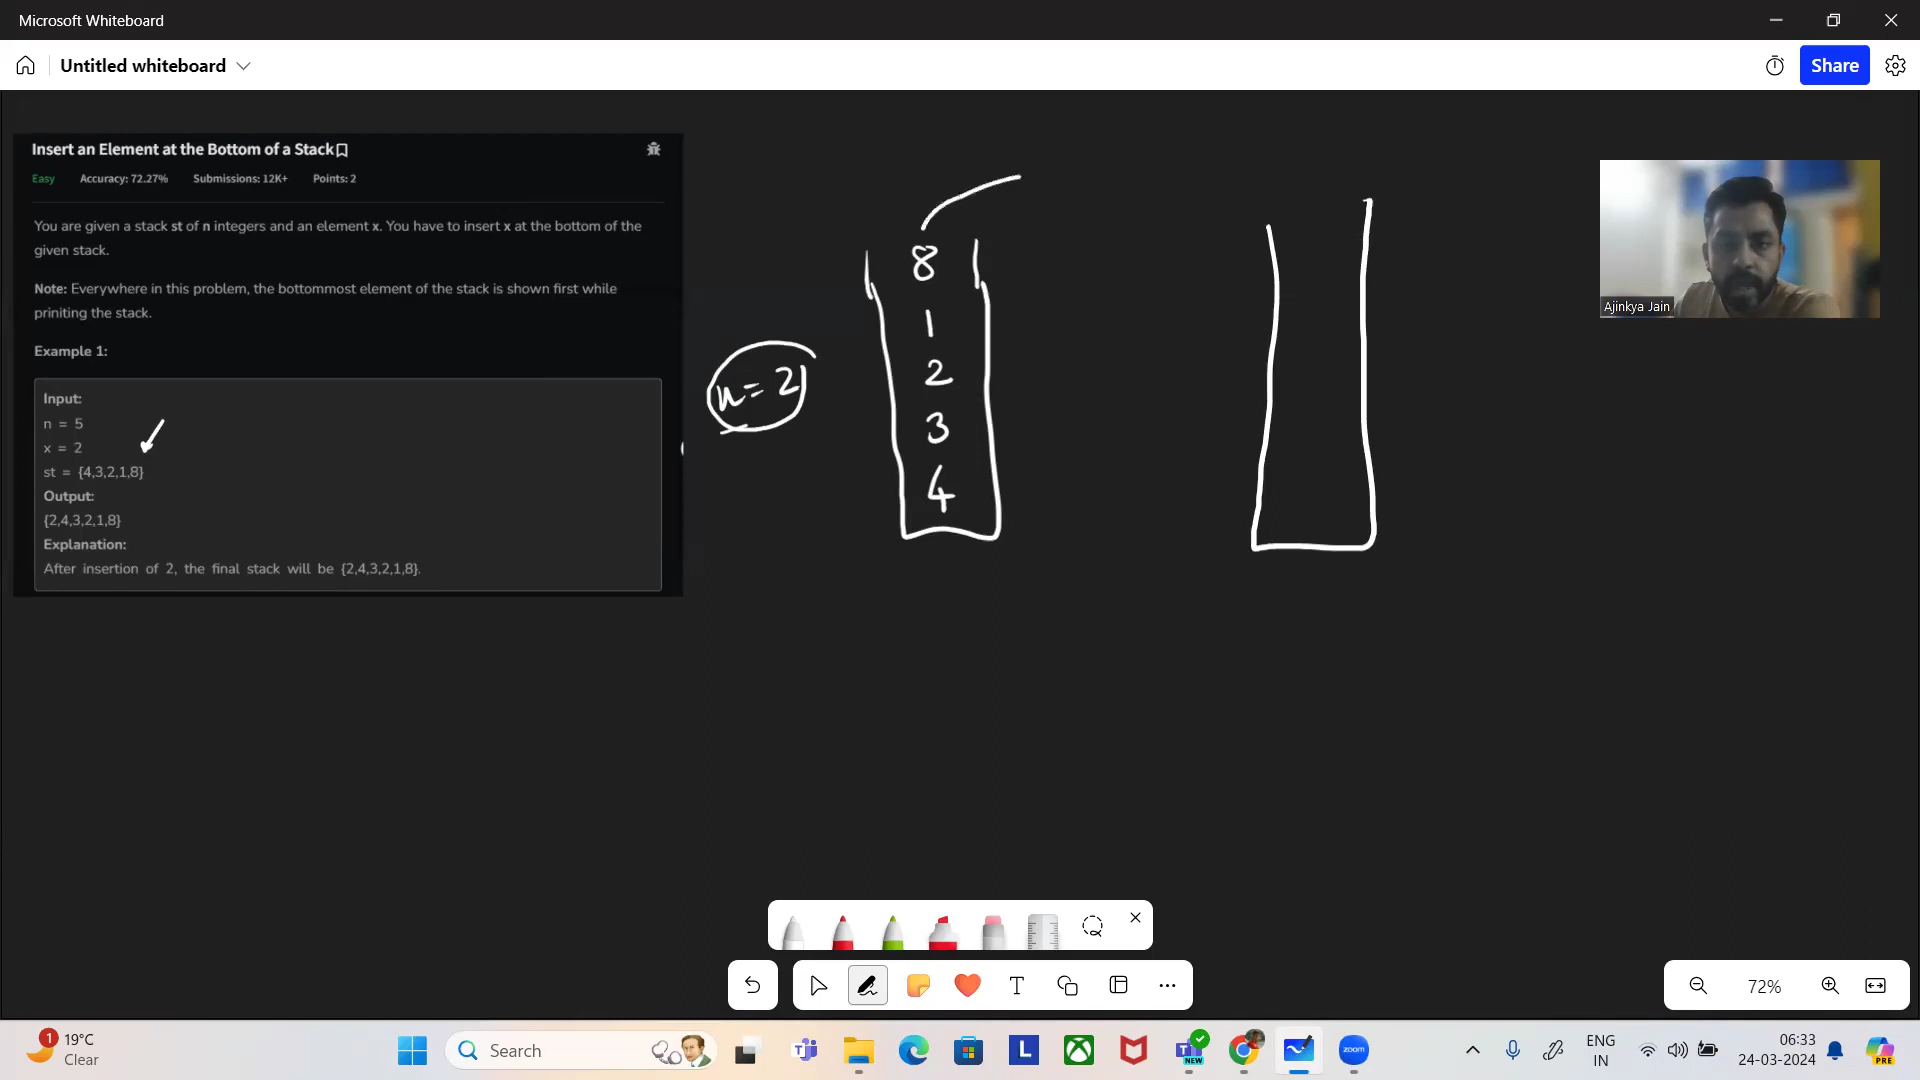 Microsoft Whiteboard
Untitled whiteboard
Share
Insert an Element at the Bottom of a Stack
Easy Accuracy: 72.27% Submissions: 12K+ Points: 2
You are given a stack st of n integers and an element x. You have to insert x at the bottom of the
given stack.
Note: Everywhere in this problem, the bottommost element of the stack is shown first while
priniting the stack.
Example 1:
Input:
n = 5
x = 2
st = {4,3,2,1,8}
Output:
{2,4,3,2,1,8}
Explanation:
After insertion of 2, the final stack will be {2,4,3,2,1,8}.
n = 2
8
1
2
3
4
Ajinkya Jain
72%
1
19°C
Clear
Search
NEW
zoom
ENG
IN
06:33
24-03-2024
PRE